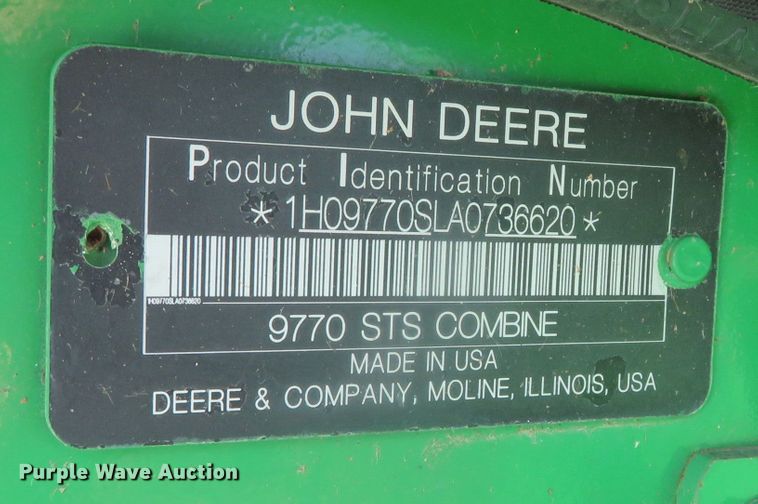 JOHN DEERE
Product Identification Number
*1H09770SLA0736620*
1H09770SLA0736620
9770 STS COMBINE
MADE IN USA
DEERE & COMPANY, MOLINE, ILLINOIS, USA
Purple Wave Auction